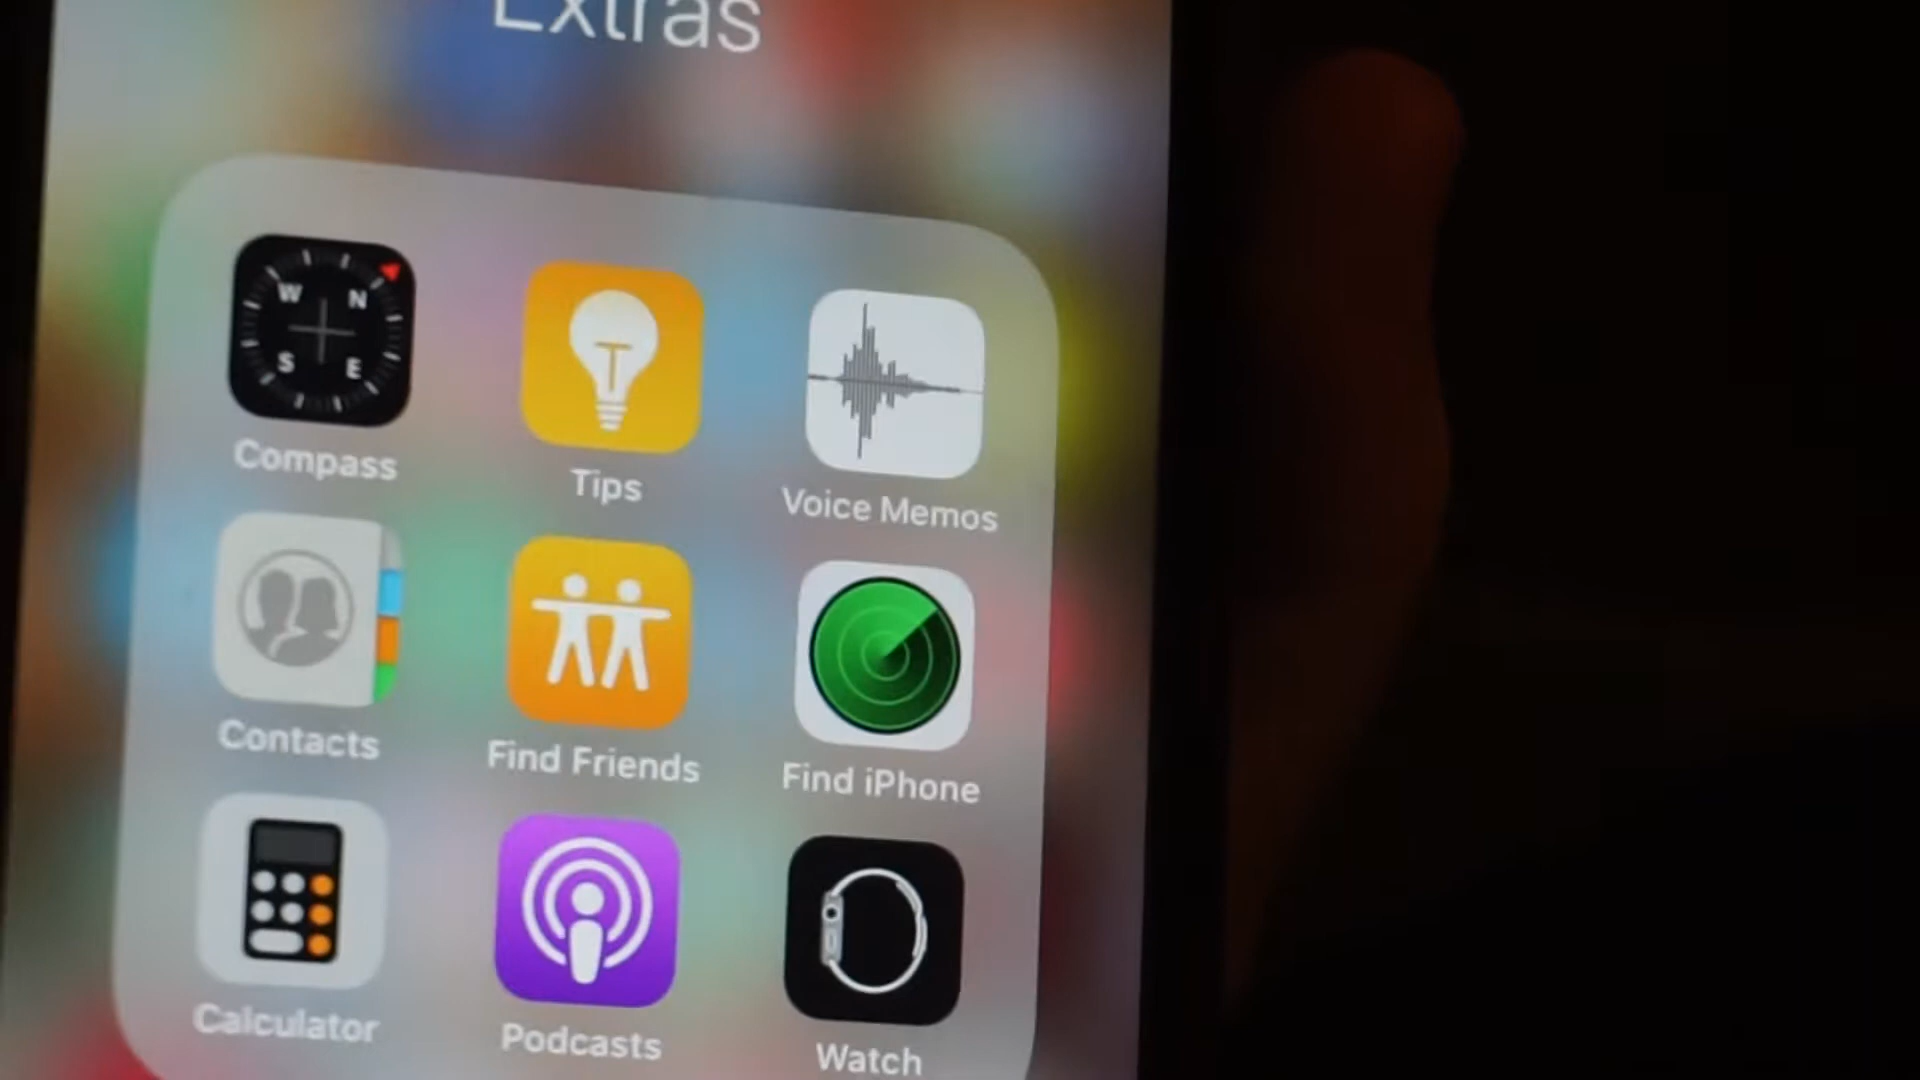 Extras
W N
S E
Compass
Tips
Voice Memos
Contacts
Find Friends
Find iPhone
Calculator
Podcasts
Watch